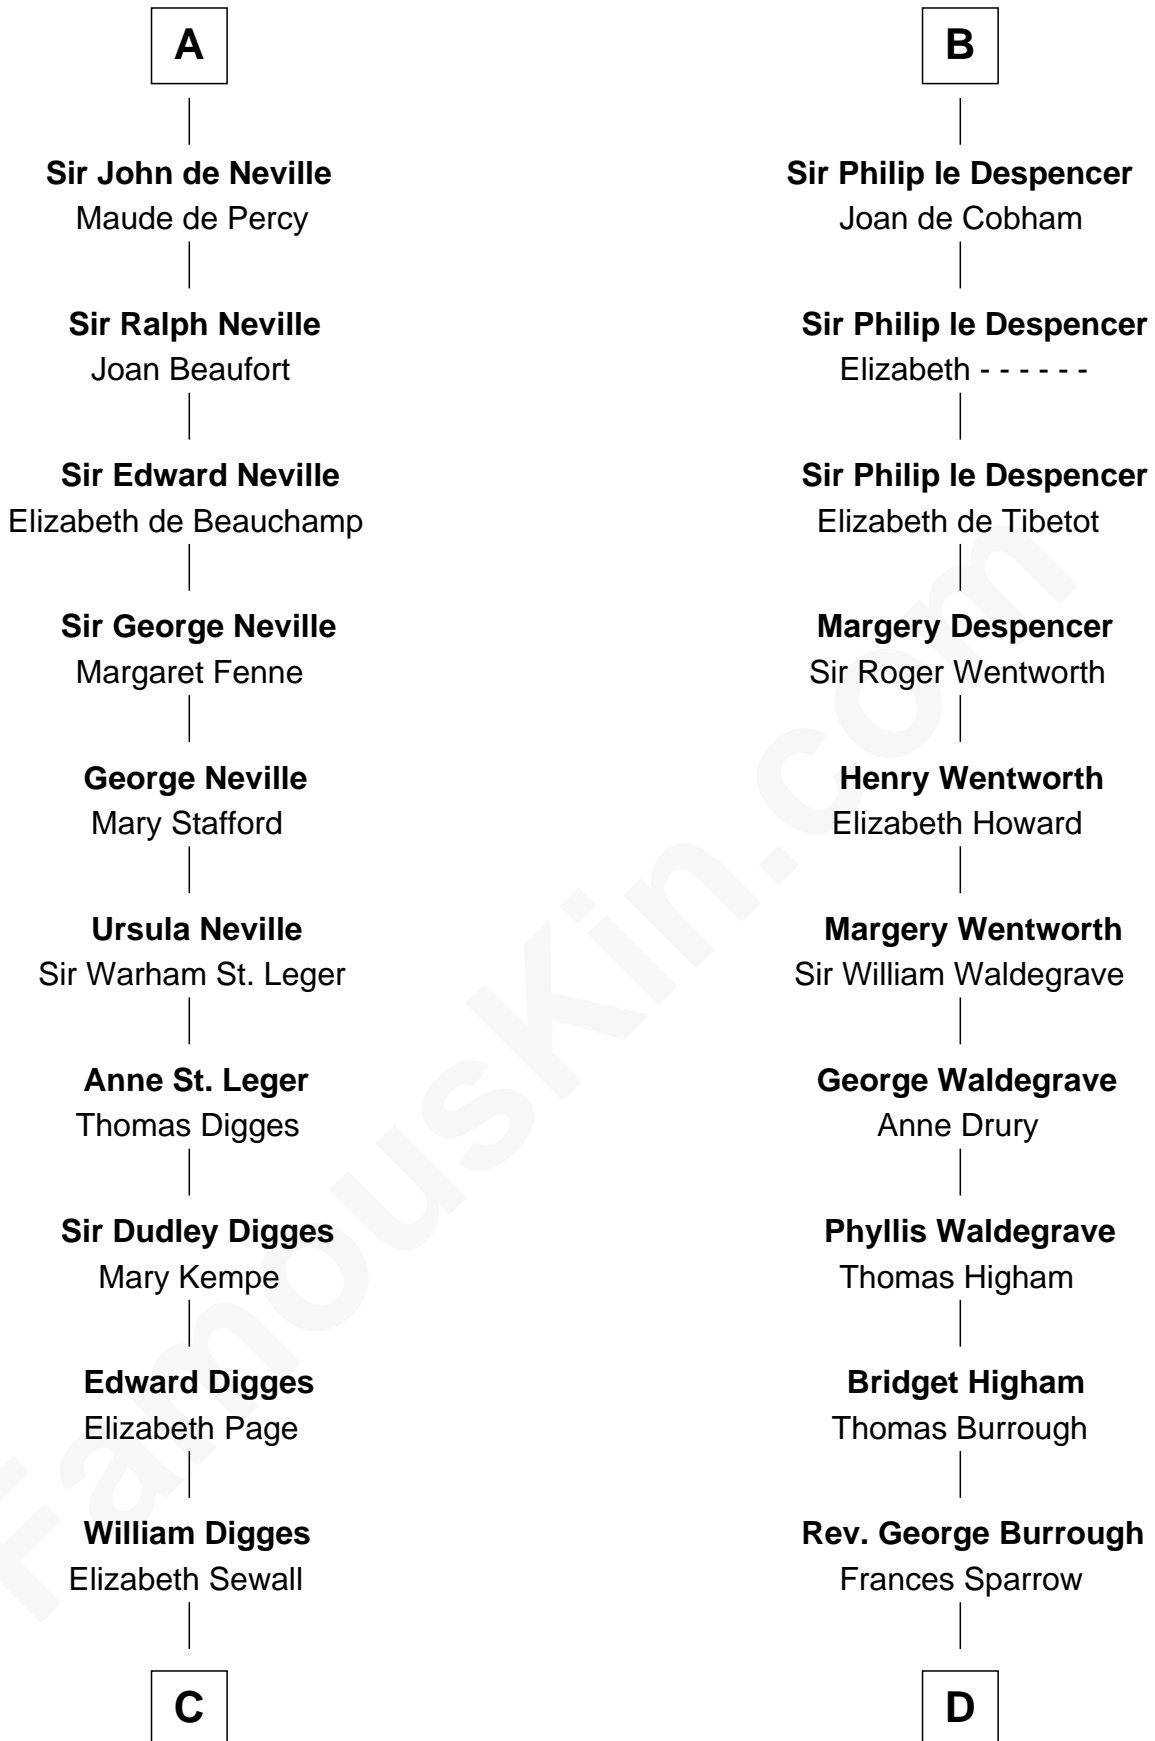 A
Sir John de Neville
Maude de Percy
Sir Ralph Neville
Joan Beaufort
Sir Edward Neville
Elizabeth de Beauchamp
Sir George Neville
Margaret Fenne
George Neville
Mary Stafford
Ursula Neville
Sir Warham St. Leger
Anne St. Leger
Thomas Digges
Sir Dudley Digges
Mary Kempe
Edward Digges
Elizabeth Page
William Digges
Elizabeth Sewall
C
B
Sir Philip le Despencer
Joan de Cobham
Sir Philip le Despencer
Elizabeth - - - - - -
Sir Philip le Despencer
Elizabeth de Tibetot
Margery Despencer
Sir Roger Wentworth
Henry Wentworth
Elizabeth Howard
Margery Wentworth
Sir William Waldegrave
George Waldegrave
Anne Drury
Phyllis Waldegrave
Thomas Higham
Bridget Higham
Thomas Burrough
Rev. George Burrough
Frances Sparrow
D
FamousKin.com